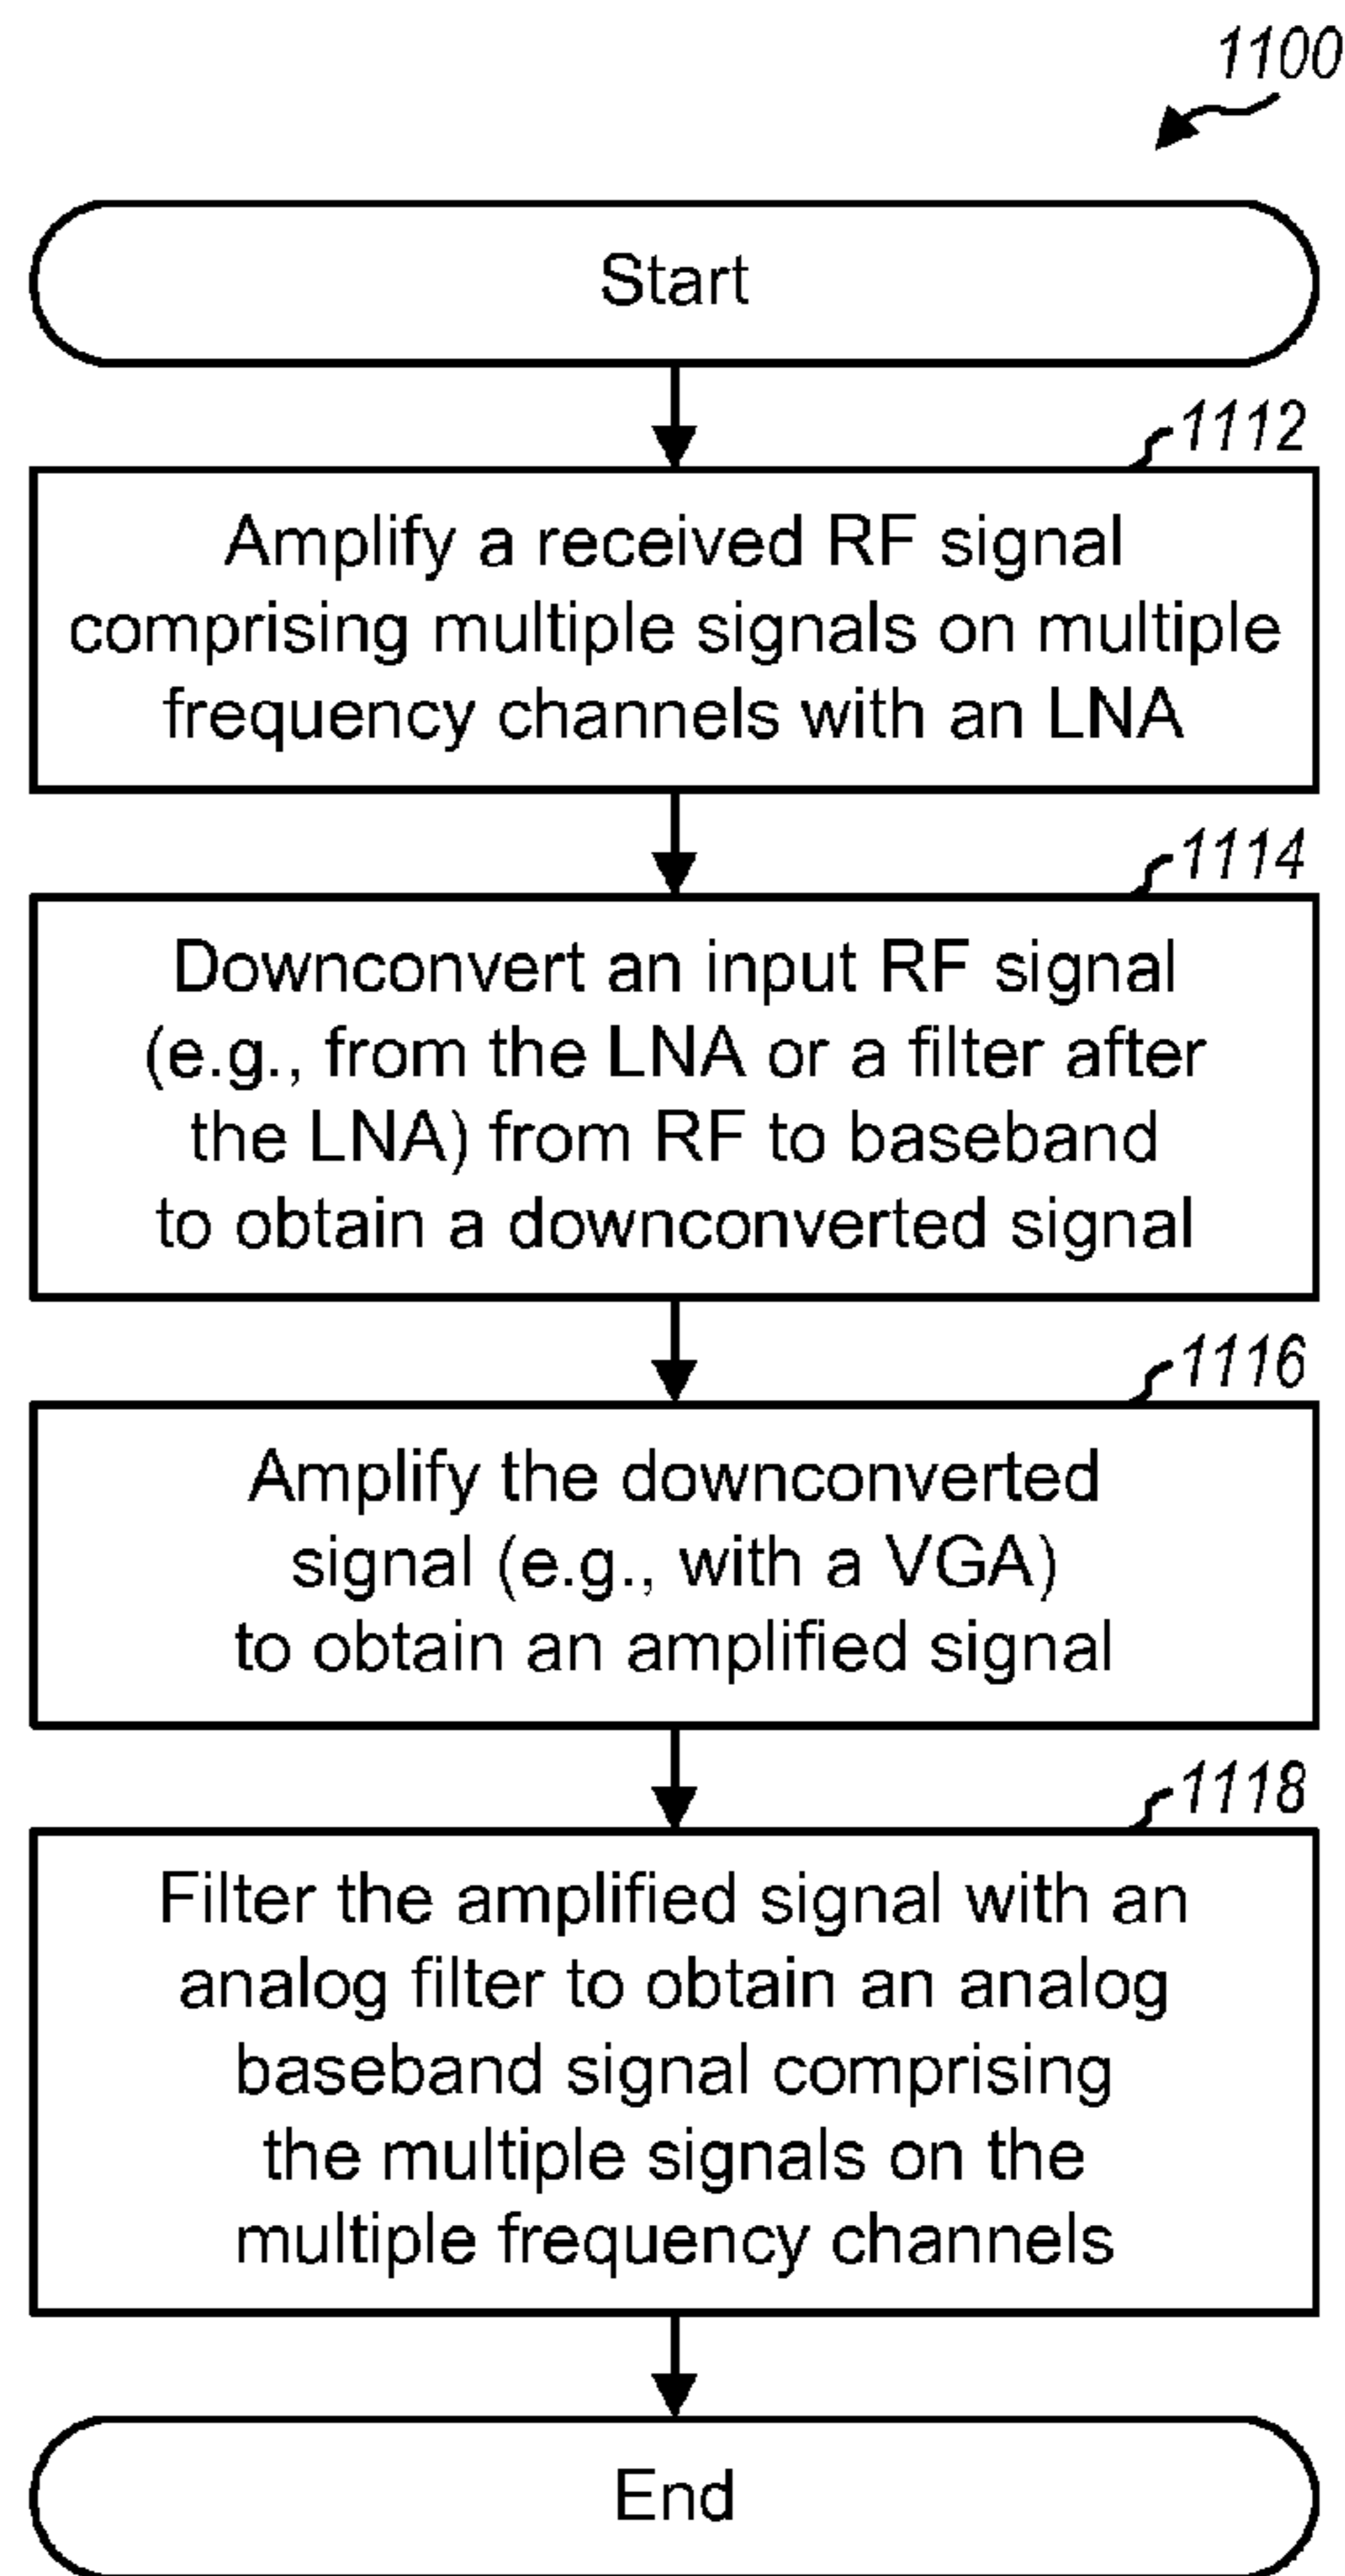 1100
Start
1112
Amplify a received RF signal
comprising multiple signals on multiple
frequency channels with an LNA
1114
Downconvert an input RF signal
(e.g., from the LNA or a filter after
the LNA) from RF to baseband
to obtain a downconverted signal
1116
Amplify the downconverted
signal (e.g., with a VGA)
to obtain an amplified signal
1118
Filter the amplified signal with an
analog filter to obtain an analog
baseband signal comprising
the multiple signals on the
multiple frequency channels
End